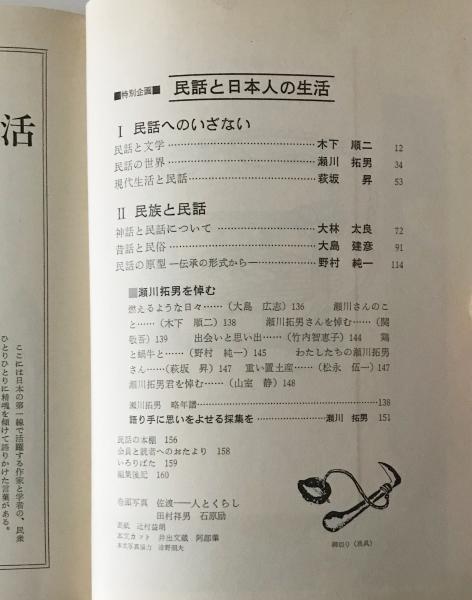 ■特別企画■ 民話と日本人の生活
Ⅰ 民話へのいざない
民話と文学……………………木下 順二 12
民話の世界……………………瀬川 拓男 34
現代生活と民話………………萩坂 昇 53
Ⅱ 民族と民話
神話と民話について…………大林 太良 72
昔話と民俗……………………大島 建彦 91
民話の原型―伝承の形式から―……野村 純一 114
■瀬川拓男を悼む
燃えるような日々……(大島 広志)136 瀬川さんのこ
と……(木下 順二)138 瀬川拓男さんを悼む……(関
敬吾)139 出会いと思い出……(竹内智恵子)144 鶏
と蝸牛と……(野村 純一)145 わたしたちの瀬川拓男
さん……(萩坂 昇)147 重い置土産……(松永 伍一)147
瀬川拓男君を悼む……(山室 静)148
瀬川拓男 略年譜……………………138
語り手に思いをよせる採集を……………瀬川 拓男 151
民話の本棚 156
会員と読者へのおたより 158
いろりばた 159
編集後記 160
巻頭写真 佐渡――人とくらし
田村祥男 石原励
表紙 辻村益朗
本文カット 井出文蔵 阿部肇
本文写真協力 清野照夫
柳切り(民具)
活
ここには日本の第一線で活躍する作家と学者の、民衆
ひとりひとりに精魂を傾けて語りかけた言葉がある。